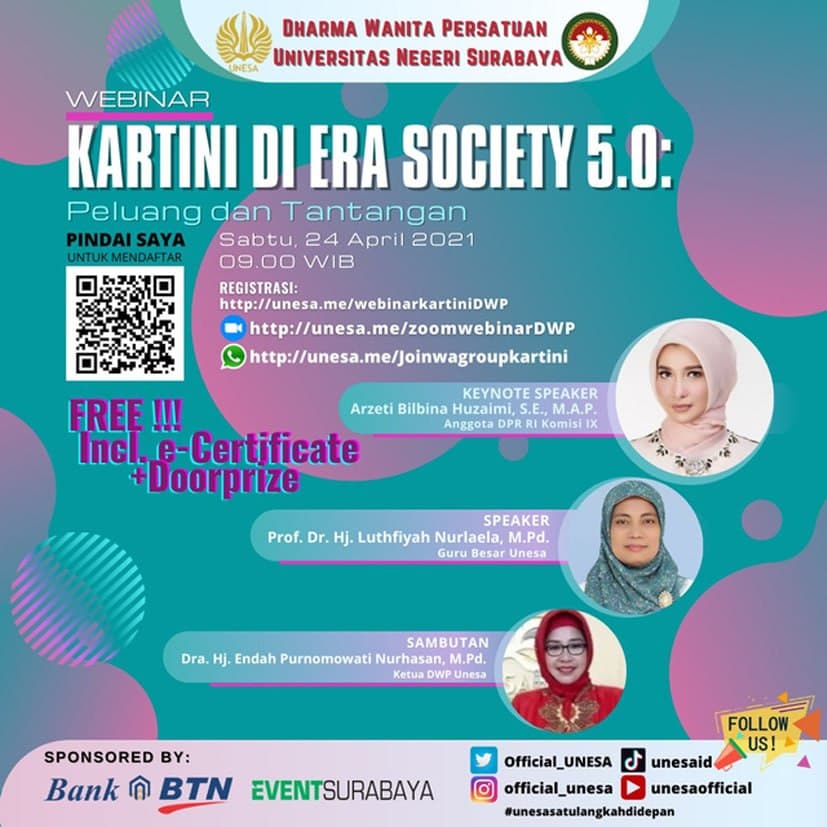 DHARMA WANITA PERSATUAN
UNIVERSITAS NEGERI SURABAYA
UNESA
WEBINAR
KARTINI DI ERA SOCIETY 5.0:
Peluang dan Tantangan
PINDAI SAYA
UNTUK MENDAFTAR
Sabtu, 24 April 2021
09.00 WIB
REGISTRASI:
http://unesa.me/webinarkartiniDWP
http://unesa.me/zoomwebinarDWP
http://unesa.me/Joinwagroupkartini
FREE !!!
Incl. e-Certificate
+Doorprize
KEYNOTE SPEAKER
Arzeti Bilbina Huzaimi, S.E., M.A.P.
Anggota DPR RI Komisi IX
SPEAKER
Prof. Dr. Hj. Luthfiyah Nurlaela, M.Pd.
Guru Besar Unesa
SAMBUTAN
Dra. Hj. Endah Purnomowati Nurhasan, M.Pd.
Ketua DWP Unesa
FOLLOW
US!
SPONSORED BY:
Bank BTN
EVENTSURABAYA
Official_UNESA
unesaid
official_unesa
unesaofficial
#unesasatulangkahdidepan